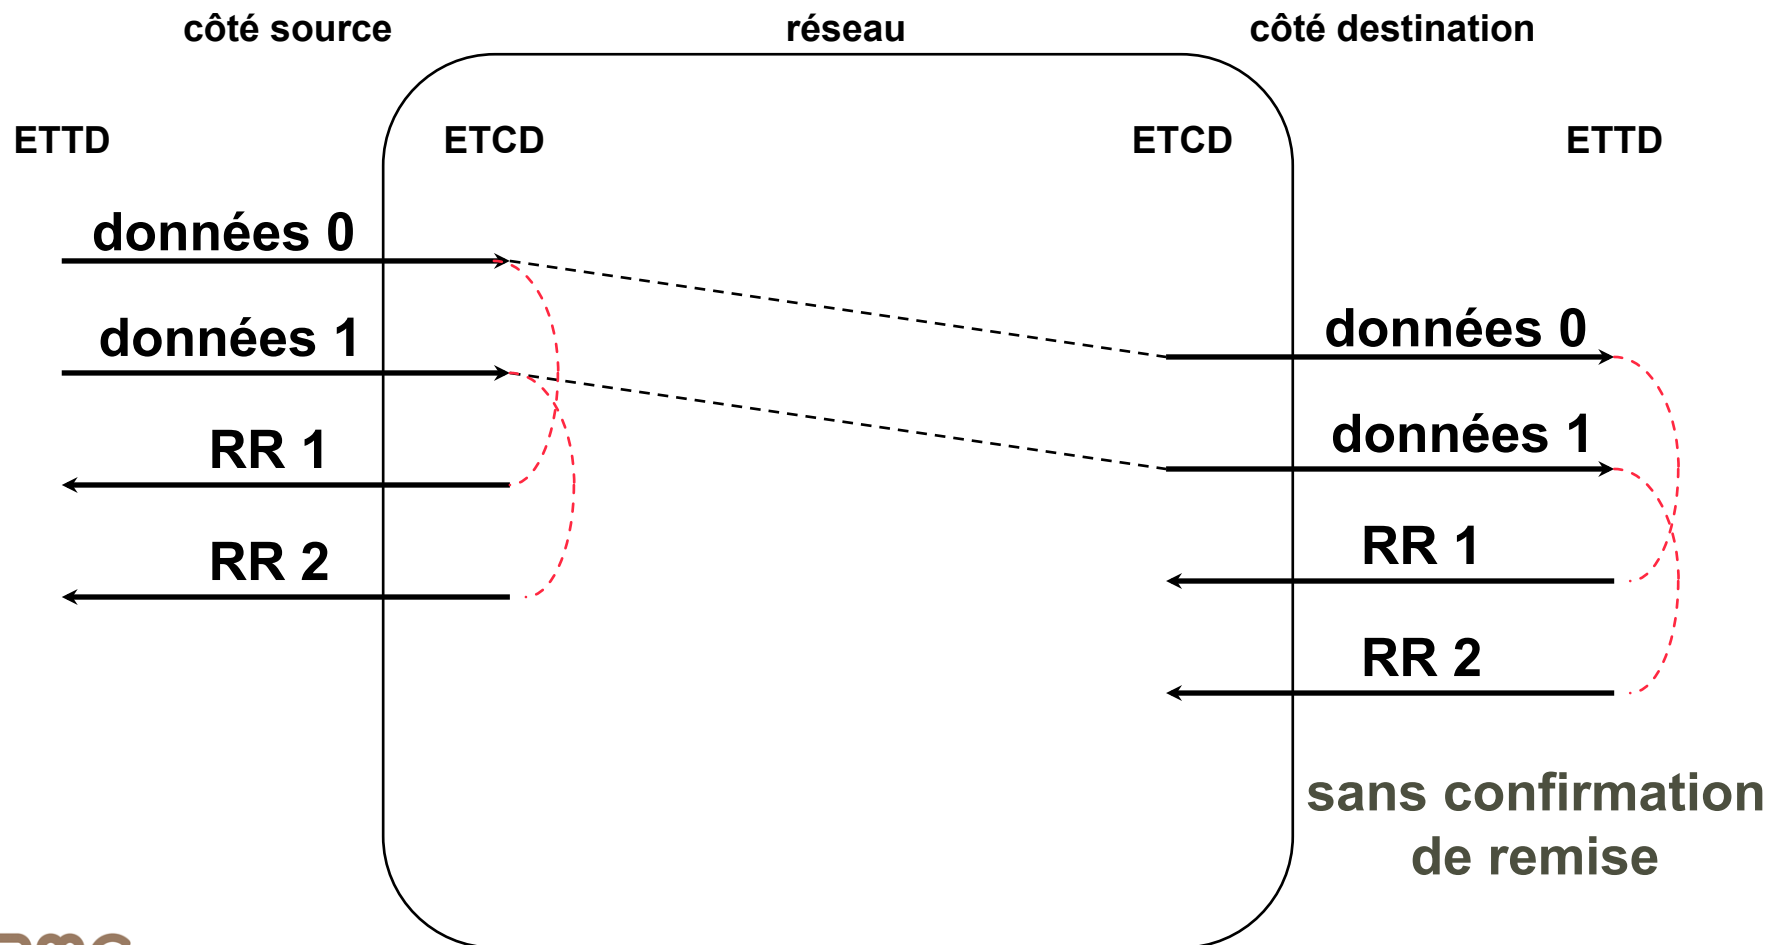 côté source
réseau
côté destination
ETTD
ETCD
ETCD
ETTD
données 0
données 1
RR 1
RR 2
données 0
données 1
RR 1
RR 2
sans confirmation
de remise